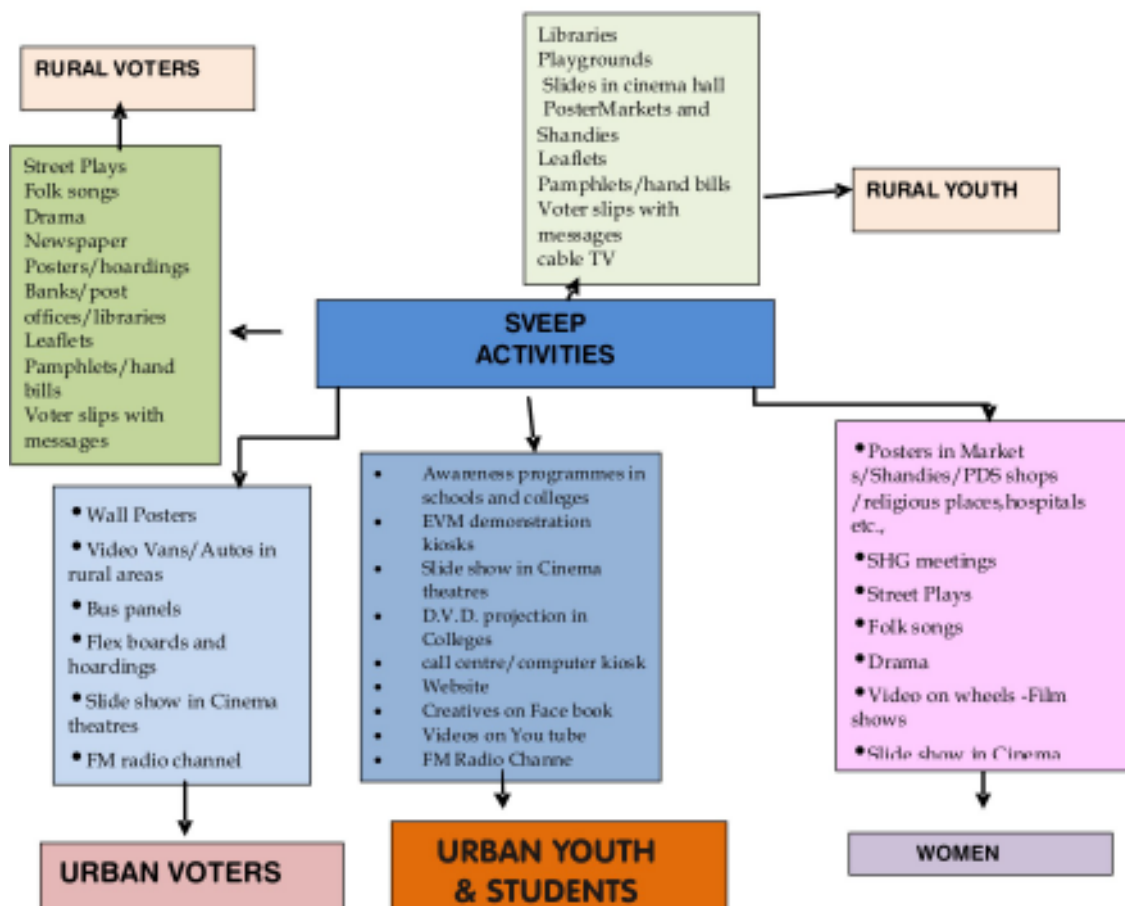 RURAL VOTERS
Street Plays
Folk songs
Drama
Newspaper
Posters/hoardings
Banks/post
offices/libraries
Leaflets
Pamphlets/hand
bills
Voter slips with
messages
Libraries
Playgrounds
Slides in cinema hall
PosterMarkets and
Shandies
Leaflets
Pamphlets/hand bills
Voter slips with
messages
cable TV
RURAL YOUTH
SVEEP
ACTIVITIES
• Wall Posters
• Video Vans/Autos in
rural areas
• Bus panels
• Flex boards and
hoardings
• Slide show in Cinema
theatres
• FM radio channel
URBAN VOTERS
• Awareness programmes in
schools and colleges
• EVM demonstration
kiosks
• Slide show in Cinema
theatres
• D.V.D. projection in
Colleges
• call centre/computer kiosk
• Website
• Creatives on Face book
• Videos on You tube
• FM Radio Channe
URBAN YOUTH
& STUDENTS
• Posters in Market
s/Shandies/PDS shops
/religious places,hospitals
etc.,
• SHG meetings
• Street Plays
• Folk songs
• Drama
• Video on wheels -Film
shows
• Slide show in Cinema
WOMEN